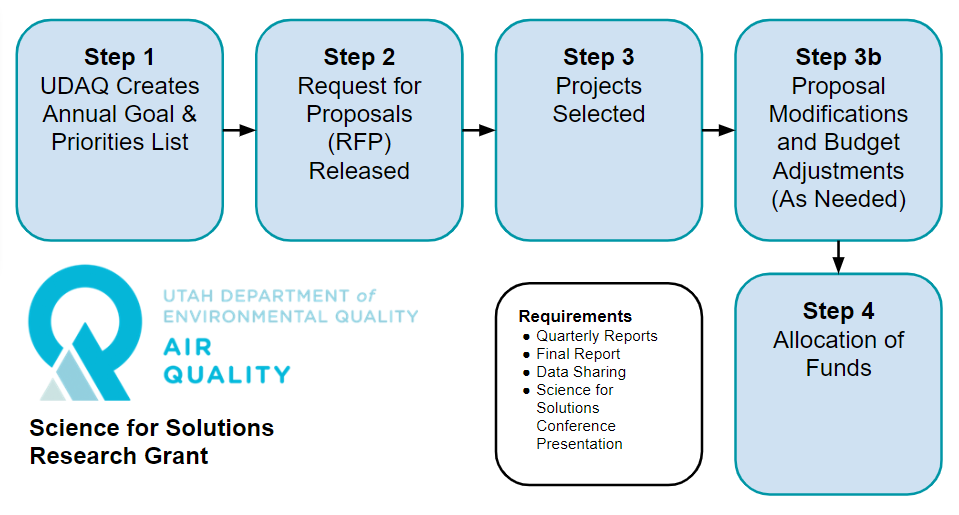 Step 1
UDAQ Creates
Annual Goal &
Priorities List
Step 2
Request for
Proposals
(RFP)
Released
Step 3
Projects
Selected
Step 3b
Proposal
Modifications
and Budget
Adjustments
(As Needed)
Step 4
Allocation of
Funds
UTAH DEPARTMENT of
ENVIRONMENTAL QUALITY
AIR
QUALITY
Science for Solutions
Research Grant
Requirements
● Quarterly Reports
● Final Report
● Data Sharing
● Science for
Solutions
Conference
Presentation